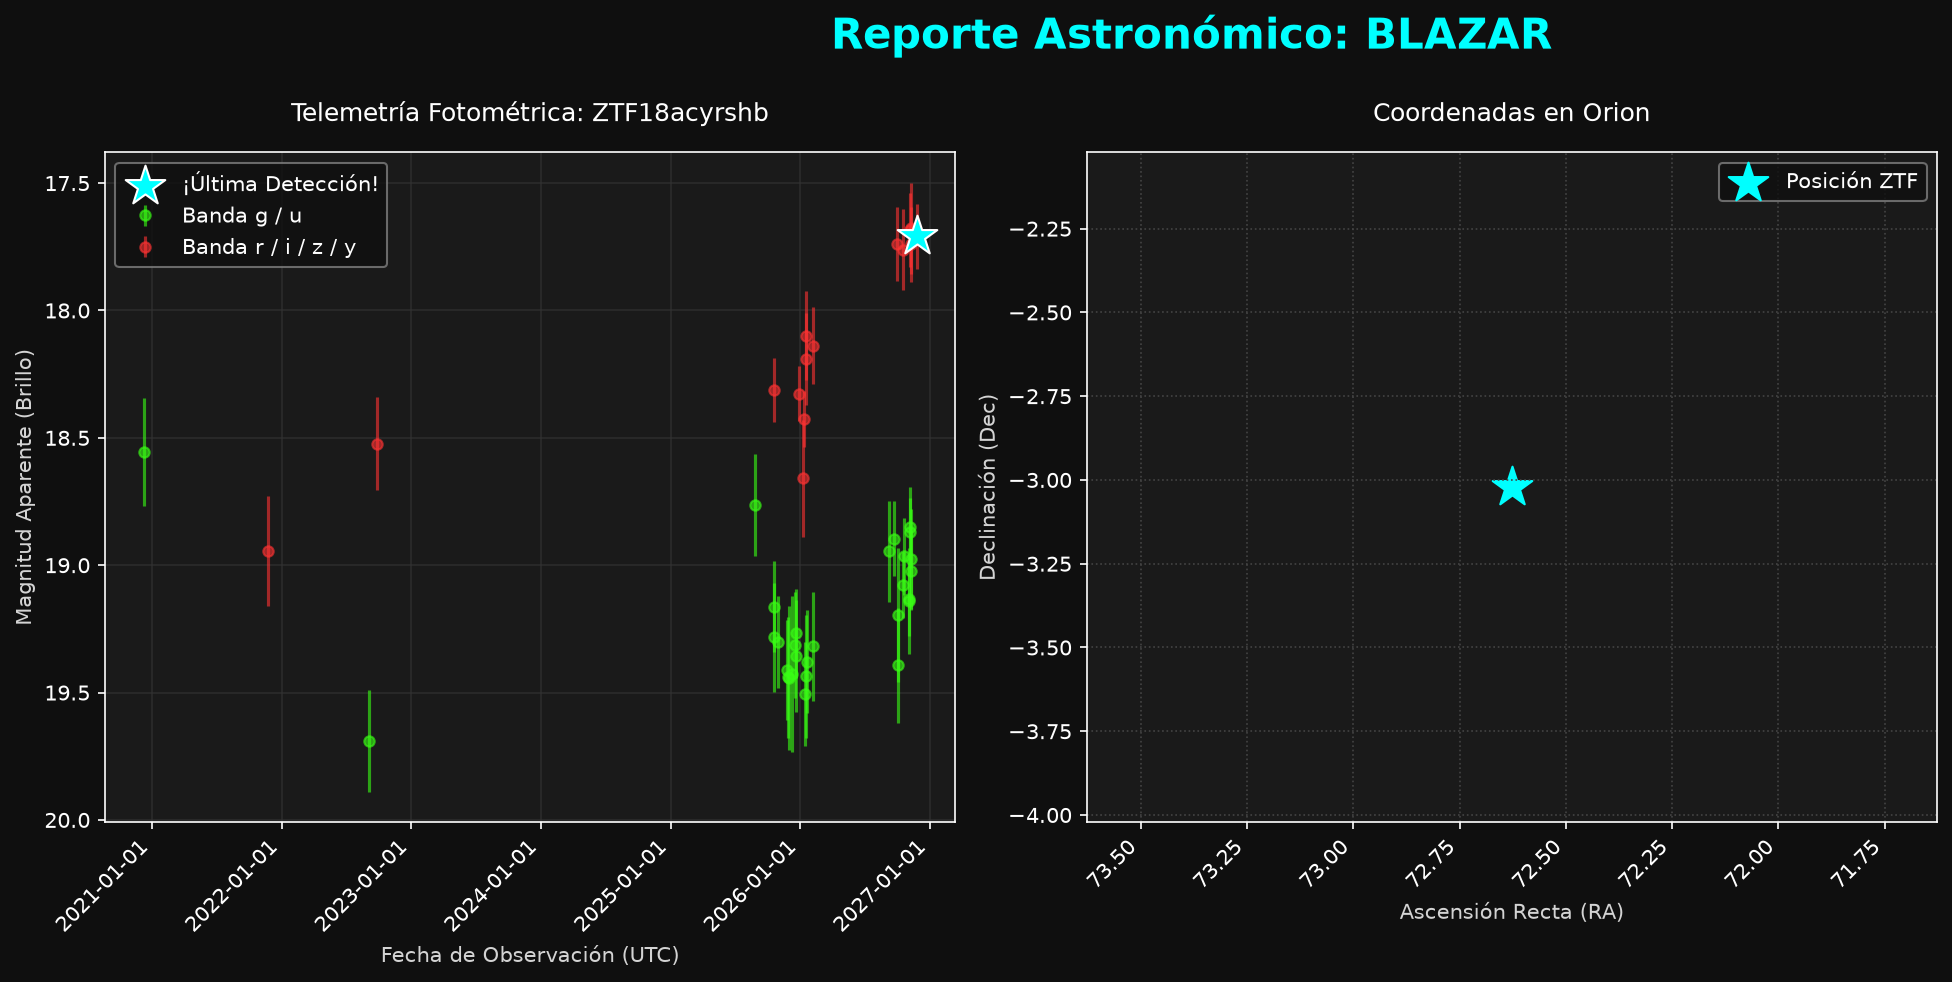 Reporte Astronómico: BLAZAR
Telemetría Fotométrica: ZTF18acyrshb
¡Última Detección!
Banda g / u
Banda r / i / z / y
Magnitud Aparente (Brillo)
17.5
18.0
18.5
19.0
19.5
20.0
2021-01-01
2022-01-01
2023-01-01
2024-01-01
2025-01-01
2026-01-01
2027-01-01
Fecha de Observación (UTC)
Coordenadas en Orion
Posición ZTF
Declinación (Dec)
−2.25
−2.50
−2.75
−3.00
−3.25
−3.50
−3.75
−4.00
73.50
73.25
73.00
72.75
72.50
72.25
72.00
71.75
Ascensión Recta (RA)